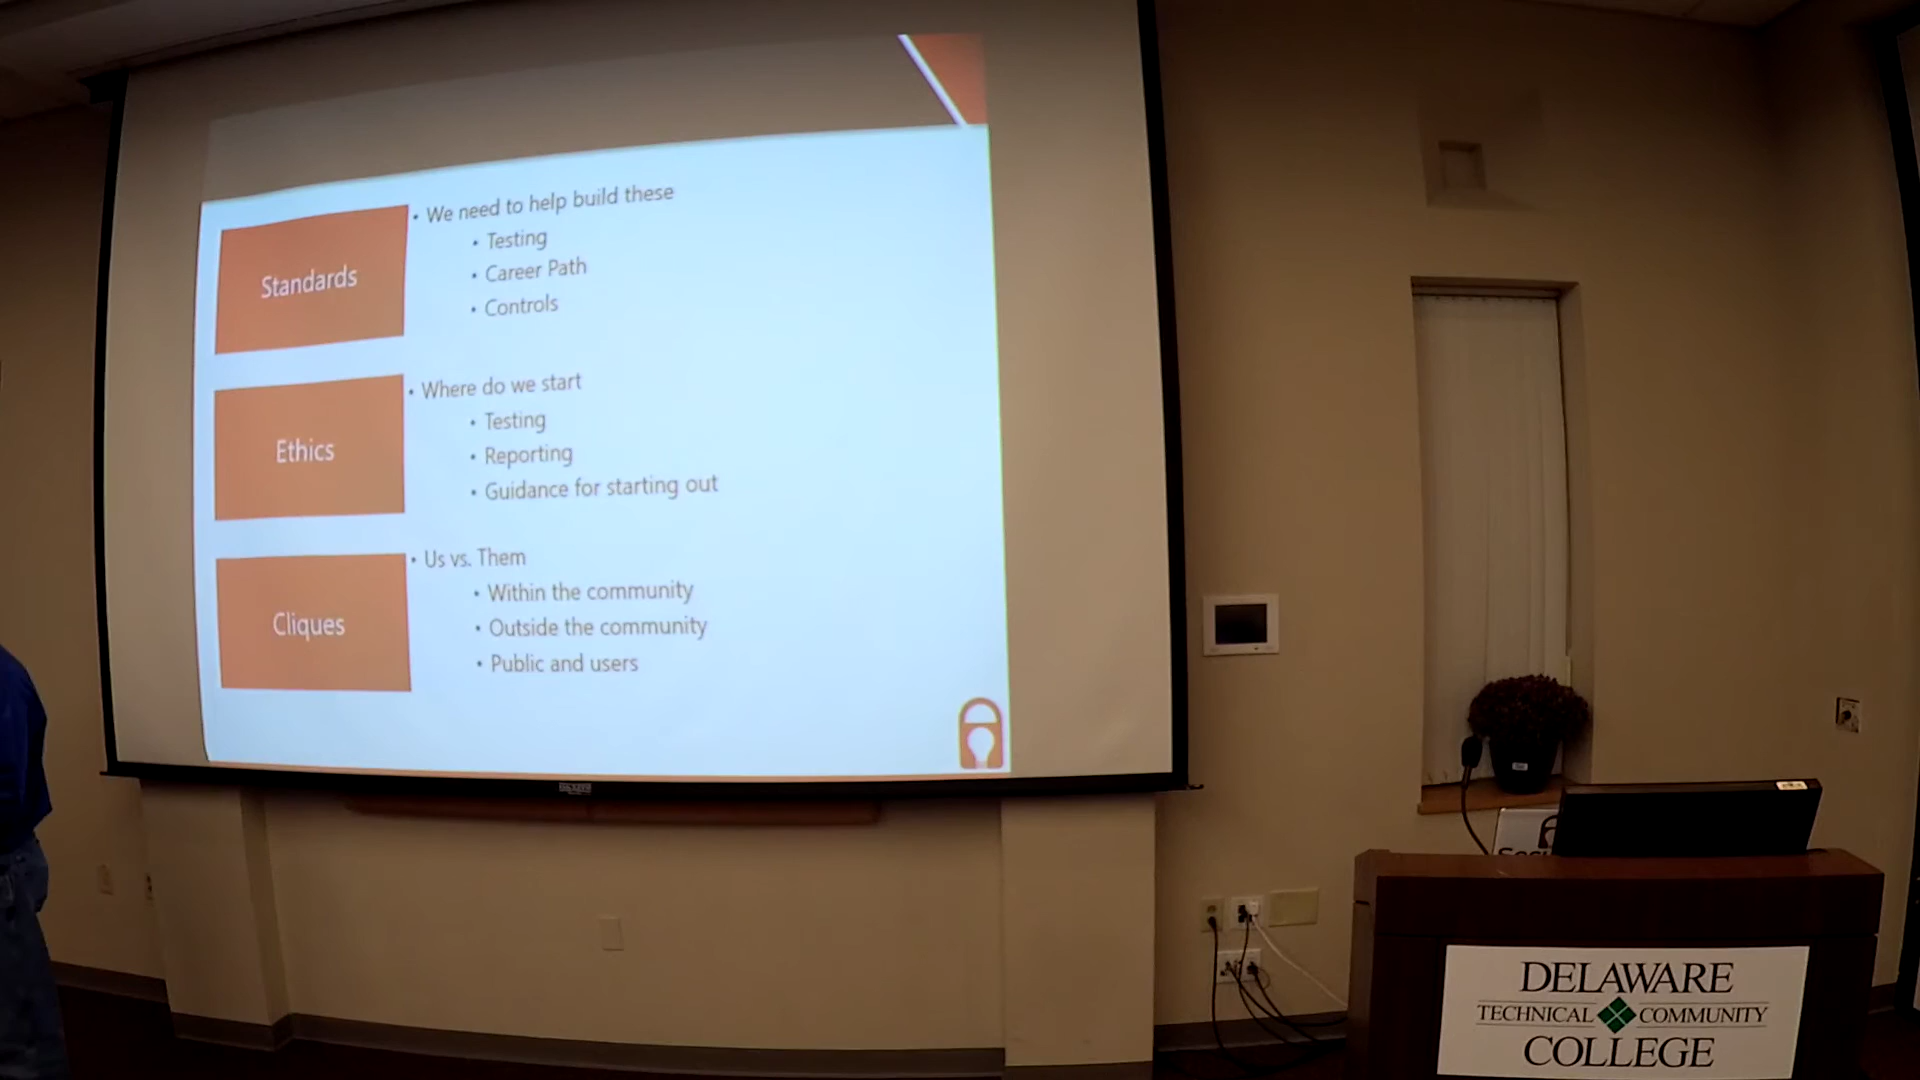 Standards
• We need to help build these
• Testing
• Career Path
• Controls
Ethics
• Where do we start
• Testing
• Reporting
• Guidance for starting out
Cliques
• Us vs. Them
• Within the community
• Outside the community
• Public and users
DELAWARE
TECHNICAL COMMUNITY
COLLEGE